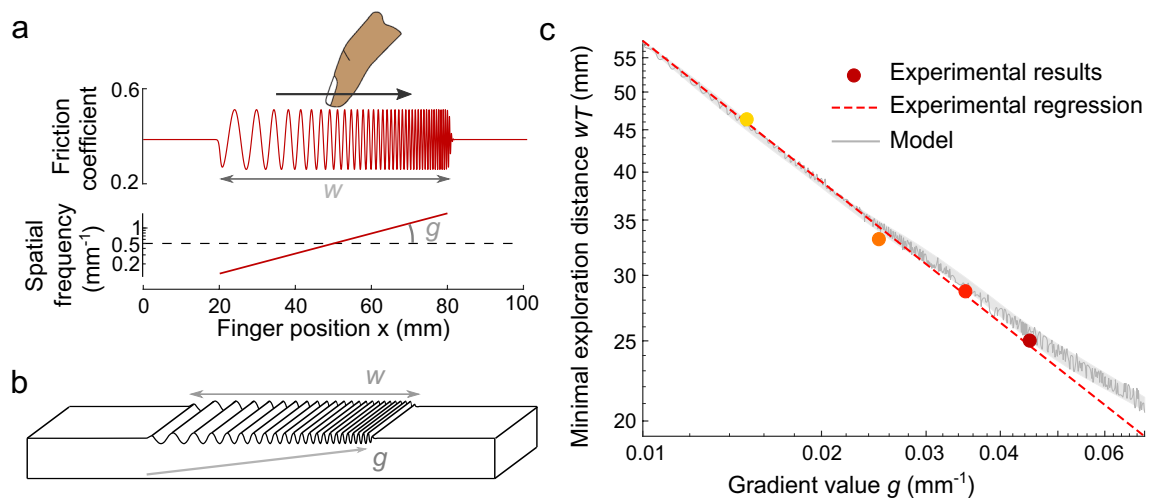 a
0.6
Friction
coefficient
0.2
w
Spatial
frequency
(mm⁻¹)
1
0.5
0.2
g
0
20
40
60
80
100
Finger position x (mm)
b
w
g
c
Minimal exploration distance wT (mm)
55
45
35
30
25
20
Experimental results
Experimental regression
Model
0.01
0.02
0.03
0.04
0.06
Gradient value g (mm⁻¹)